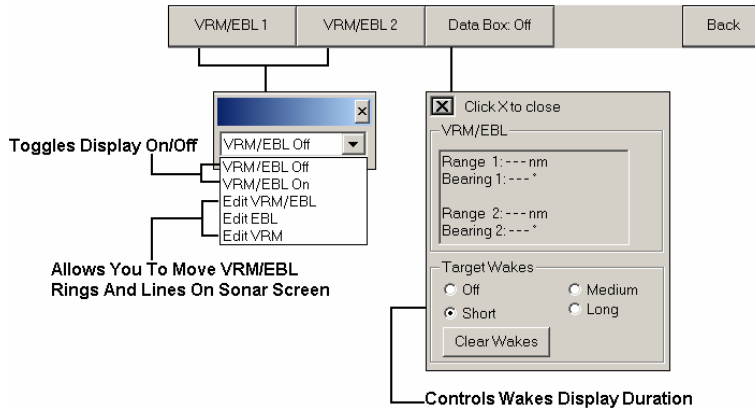 VRM/EBL 1
VRM/EBL 2
Data Box: Off
Back
Toggles Display On/Off
VRM/EBL Off
VRM/EBL Off
VRM/EBL On
Edit VRM/EBL
Edit EBL
Edit VRM
Allows You To Move VRM/EBL
Rings And Lines On Sonar Screen
X Click X to close
VRM/EBL
Range 1: --- nm
Bearing 1: --- °
Range 2: --- nm
Bearing 2: --- °
Target Wakes
Off
Medium
Short
Long
Clear Wakes
Controls Wakes Display Duration